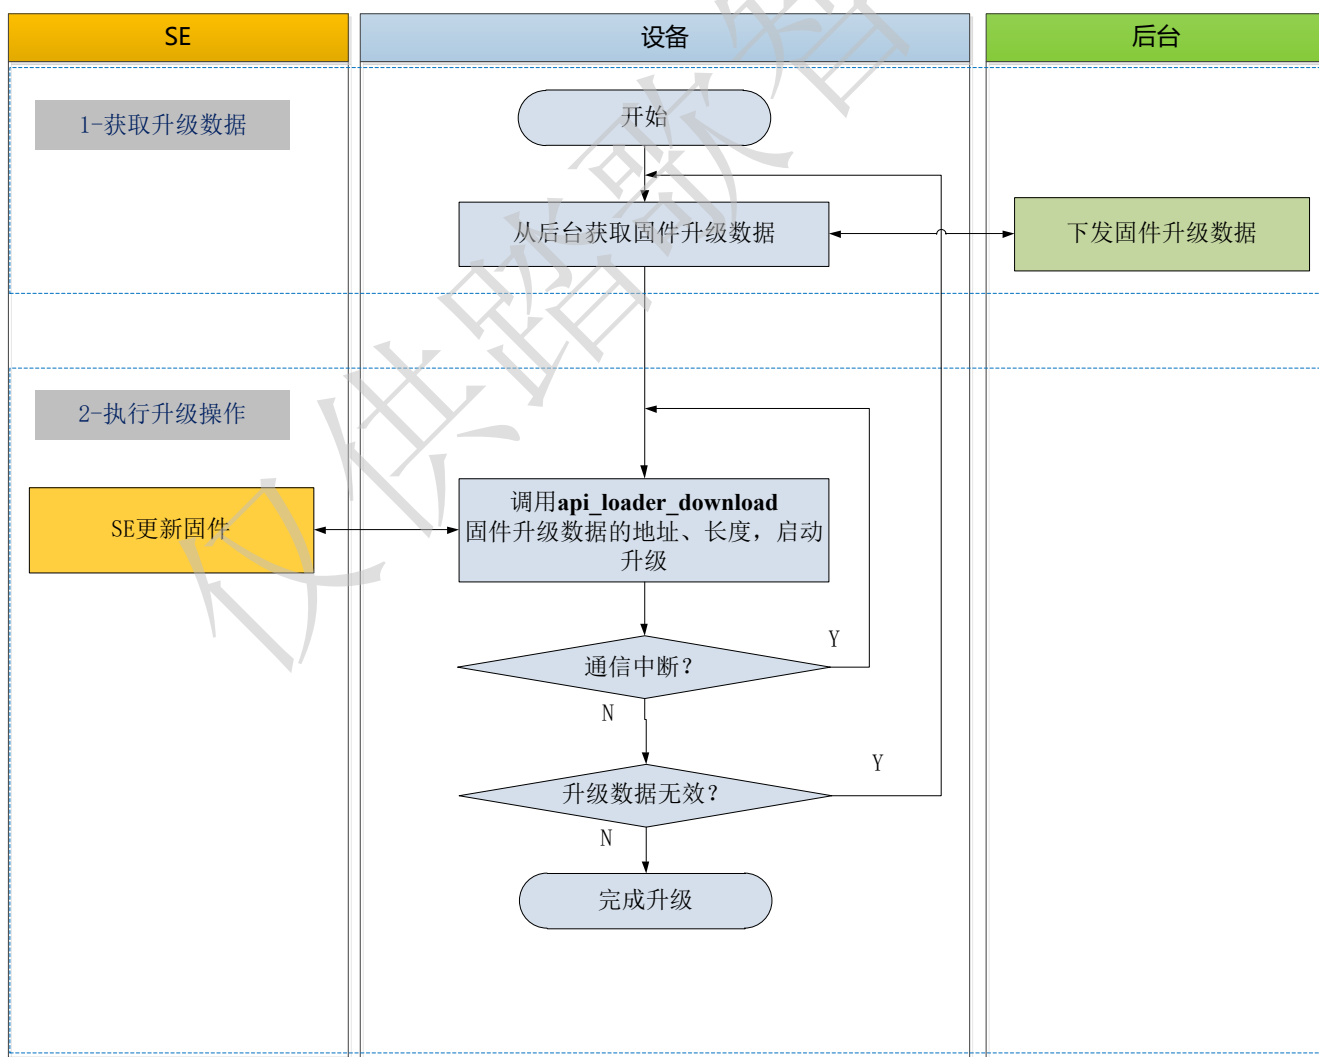 SE
设备
后台
1-获取升级数据
开始
从后台获取固件升级数据
下发固件升级数据
2-执行升级操作
SE更新固件
调用api_loader_download
固件升级数据的地址、长度，启动
升级
通信中断？
Y
N
升级数据无效？
Y
N
完成升级
仅供踏歌智